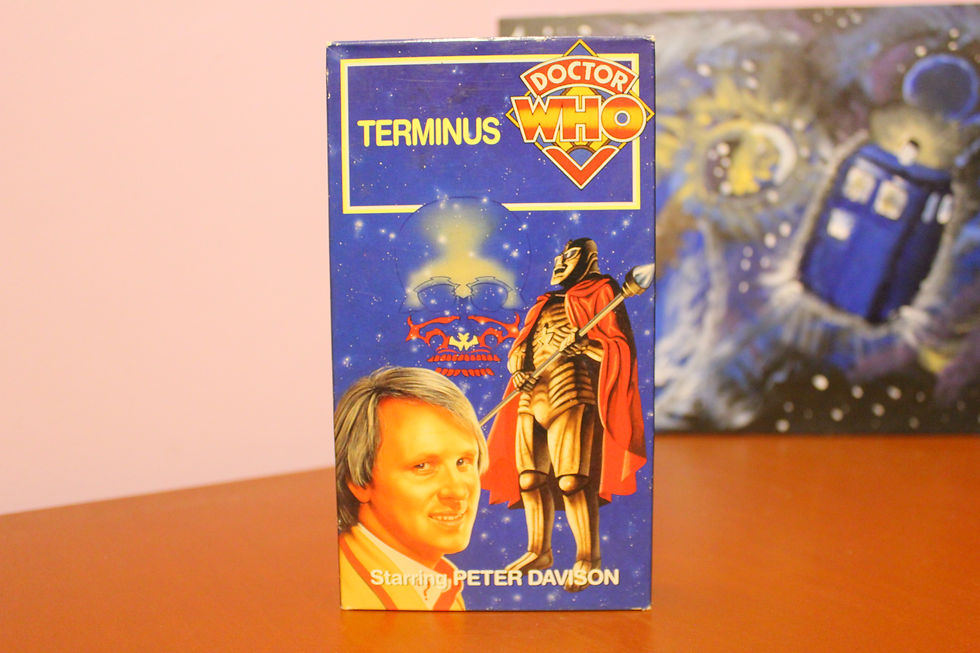 DOCTOR
WHO
TERMINUS
Starring PETER DAVISON